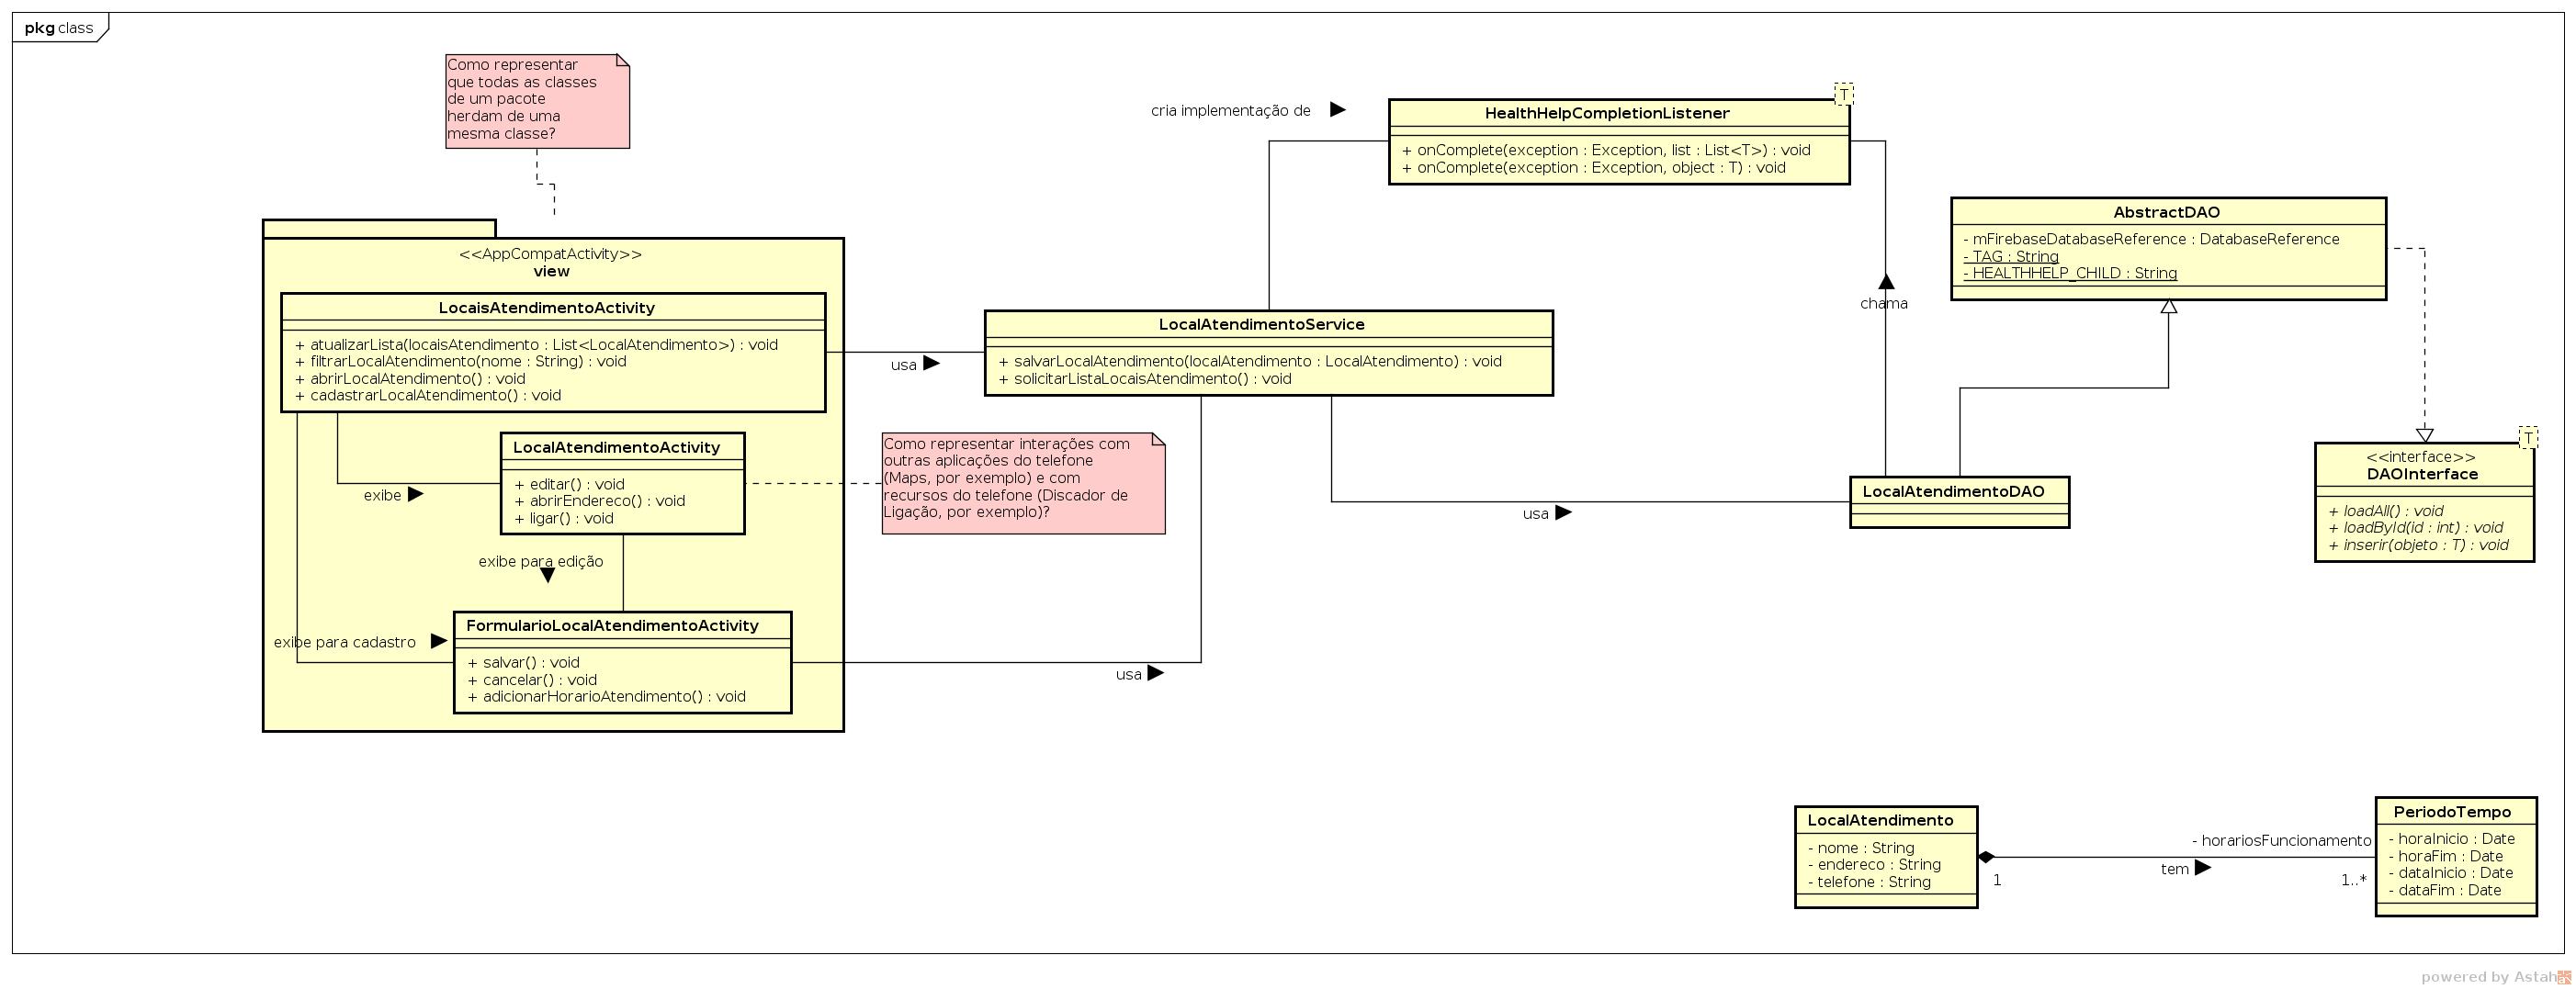 pkg class
Como representar
que todas as classes
de um pacote
herdam de uma
mesma classe?
cria implementação de
T
HealthHelpCompletionListener
+ onComplete(exception : Exception, list : List<T>) : void
+ onComplete(exception : Exception, object : T) : void
AbstractDAO
- mFirebaseDatabaseReference : DatabaseReference
- TAG : String
- HEALTHHELP_CHILD : String
<<AppCompatActivity>>
view
LocaisAtendimentoActivity
+ atualizarLista(locaisAtendimento : List<LocalAtendimento>) : void
+ filtrarLocalAtendimento(nome : String) : void
+ abrirLocalAtendimento() : void
+ cadastrarLocalAtendimento() : void
usa
LocalAtendimentoService
+ salvarLocalAtendimento(localAtendimento : LocalAtendimento) : void
+ solicitarListaLocaisAtendimento() : void
chama
LocalAtendimentoActivity
+ editar() : void
+ abrirEndereco() : void
+ ligar() : void
exibe
Como representar interações com
outras aplicações do telefone
(Maps, por exemplo) e com
recursos do telefone (Discador de
Ligação, por exemplo)?
usa
LocalAtendimentoDAO
T
<<interface>>
DAOInterface
+ loadAll() : void
+ loadById(id : int) : void
+ inserir(objeto : T) : void
exibe para edição
exibe para cadastro
FormularioLocalAtendimentoActivity
+ salvar() : void
+ cancelar() : void
+ adicionarHorarioAtendimento() : void
usa
LocalAtendimento
- nome : String
- endereco : String
- telefone : String
1
tem
- horariosFuncionamento
1..*
PeriodoTempo
- horaInicio : Date
- horaFim : Date
- dataInicio : Date
- dataFim : Date
powered by Astah